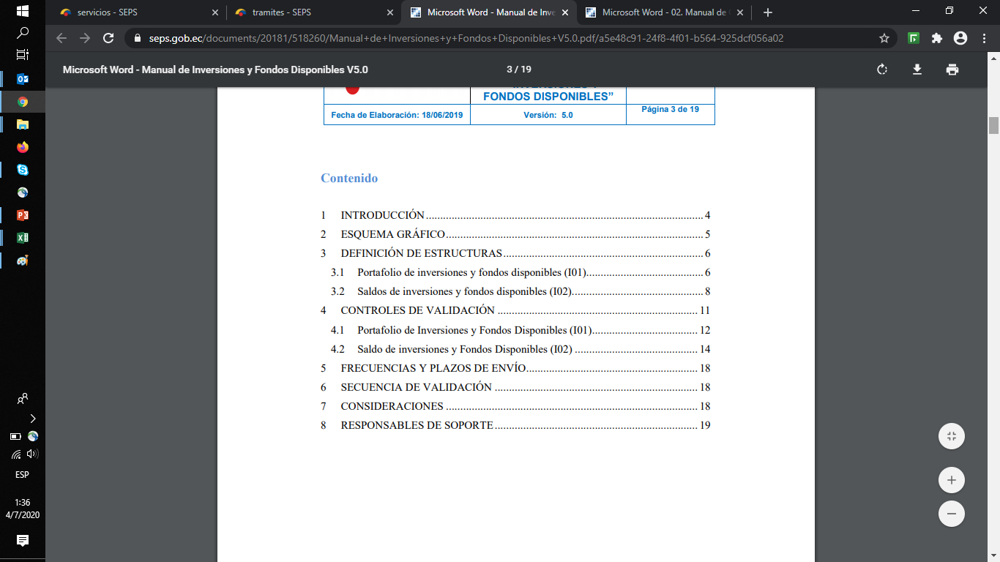 servicios - SEPS
tramites - SEPS
Microsoft Word - Manual de Inve
Microsoft Word - 02. Manual de
seps.gob.ec/documents/20181/518260/Manual+de+Inversiones+y+Fondos+Disponibles+V5.0.pdf/a5e48c91-24f8-4f01-b564-925dcf056a02
Microsoft Word - Manual de Inversiones y Fondos Disponibles V5.0
3 / 19
INVERSIONES Y
FONDOS DISPONIBLES”
Fecha de Elaboración: 18/06/2019
Versión: 5.0
Página 3 de 19
Contenido
1 INTRODUCCIÓN 4
2 ESQUEMA GRÁFICO 5
3 DEFINICIÓN DE ESTRUCTURAS 6
3.1 Portafolio de inversiones y fondos disponibles (I01) 6
3.2 Saldos de inversiones y fondos disponibles (I02) 8
4 CONTROLES DE VALIDACIÓN 11
4.1 Portafolio de Inversiones y Fondos Disponibles (I01) 12
4.2 Saldo de inversiones y Fondos Disponibles (I02) 14
5 FRECUENCIAS Y PLAZOS DE ENVÍO 18
6 SECUENCIA DE VALIDACIÓN 18
7 CONSIDERACIONES 18
8 RESPONSABLES DE SOPORTE 19
ESP
1:36
4/7/2020